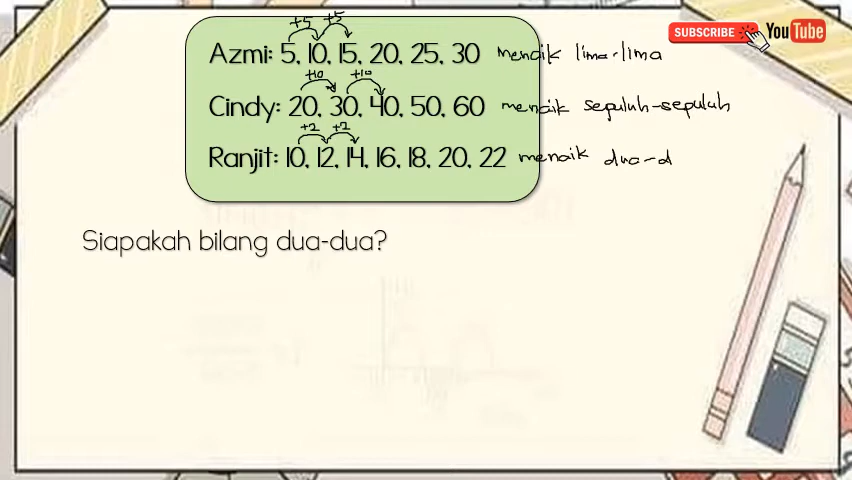 SUBSCRIBE YouTube
+5 +5
Azmi: 5, 10, 15, 20, 25, 30 menaik lima-lima
+10 +10
Cindy: 20, 30, 40, 50, 60 menaik sepuluh-sepuluh
+2 +2
Ranjit: 10, 12, 14, 16, 18, 20, 22 menaik dua-d
Siapakah bilang dua-dua?